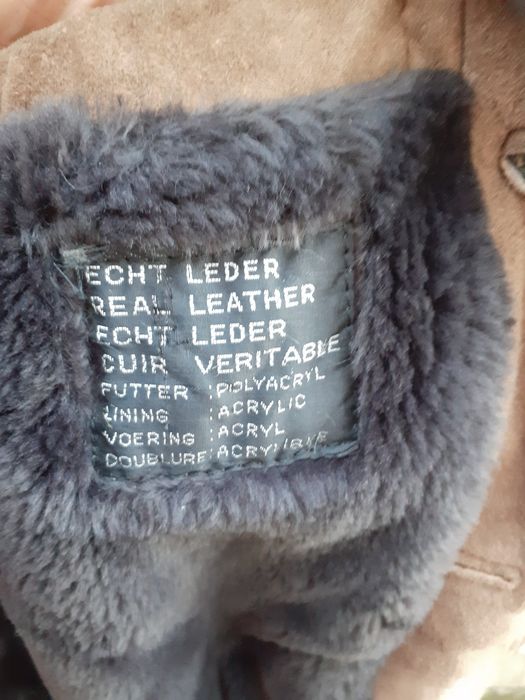 ECHT LEDER
REAL LEATHER
ECHT LEDER
CUIR VERITABLE
FUTTER :POLYACRYL
LINING :ACRYLIC
VOERING :ACRYL
DOUBLURE:ACRYLIQUE